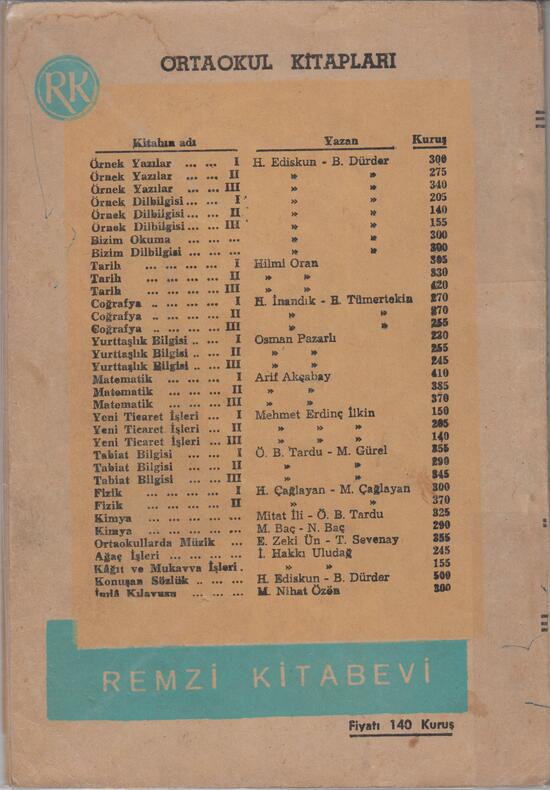 RK
ORTAOKUL KİTAPLARI
Kitabın adı Yazan Kuruş
Örnek Yazılar ... ... I H. Ediskun - B. Dürder 300
Örnek Yazılar ... ... II » » 275
Örnek Yazılar ... ... III » » 340
Örnek Dilbilgisi... ... I » » 205
Örnek Dilbilgisi... ... II » » 140
Örnek Dilbilgisi... ... III » » 155
Bizim Okuma ... ... ... » » 300
Bizim Dilbilgisi ... ... ... » » 300
Tarih ... ... ... ... I Hilmi Oran 305
Tarih ... ... ... ... II » » 330
Tarih ... ... ... ... III » » 420
Coğrafya .. ... ... ... I H. İnandık - H. Tümertekin 270
Coğrafya .. ... ... ... II » » 270
Coğrafya .. ... ... ... III » » 255
Yurttaşlık Bilgisi .. ... I Osman Pazarlı 230
Yurttaşlık Bilgisi .. ... II » » 255
Yurttaşlık Bilgisi .. ... III » » 245
Matematik ... ... ... I Arif Akçabay 410
Matematik ... ... ... II » » 385
Matematik ... ... ... III » » 370
Yeni Ticaret İşleri ... I Mehmet Erdinç İlkin 150
Yeni Ticaret İşleri ... II » » » 205
Yeni Ticaret İşleri ... III » » » 140
Tabiat Bilgisi ... ... I Ö. B. Tardu - M. Gürel 355
Tabiat Bilgisi ... ... II » » 290
Tabiat Bilgisi ... ... III » » 345
Fizik ... ... ... ... I H. Çağlayan - M. Çağlayan 300
Fizik ... ... ... ... II » » 370
Kimya ... ... ... ... Mitat İli - Ö. B. Tardu 325
Kimya ... ... ... ... M. Baç - N. Baç 290
Ortaokullarda Müzik ... E. Zeki Ün - T. Sevenay 355
Ağaç İşleri ... ... ... İ. Hakkı Uludağ 245
Kâğıt ve Mukavva İşleri . » » 155
Konuşan Sözlük .. ... ... H. Ediskun - B. Dürder 500
İmlâ Kılavuzu ... ... ... M. Nihat Özön 300
REMZİ KİTABEVİ
Fiyatı 140 Kuruş